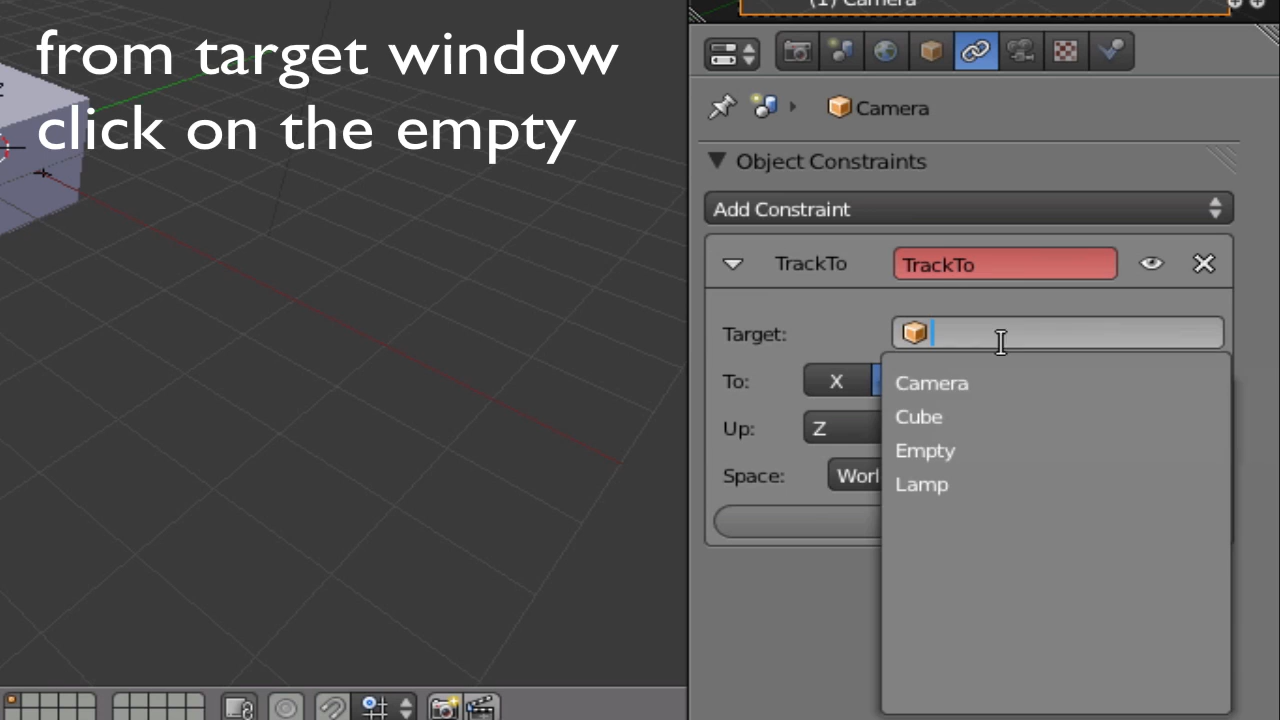 (1) Camera
from target window
click on the empty
Camera
Object Constraints
Add Constraint
TrackTo TrackTo
Target:
To: X
Up: Z
Space: Worl
Camera
Cube
Empty
Lamp